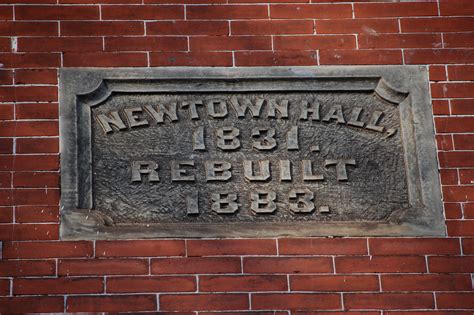 NEWTOWN HALL,
1831.
REBUILT
1883.